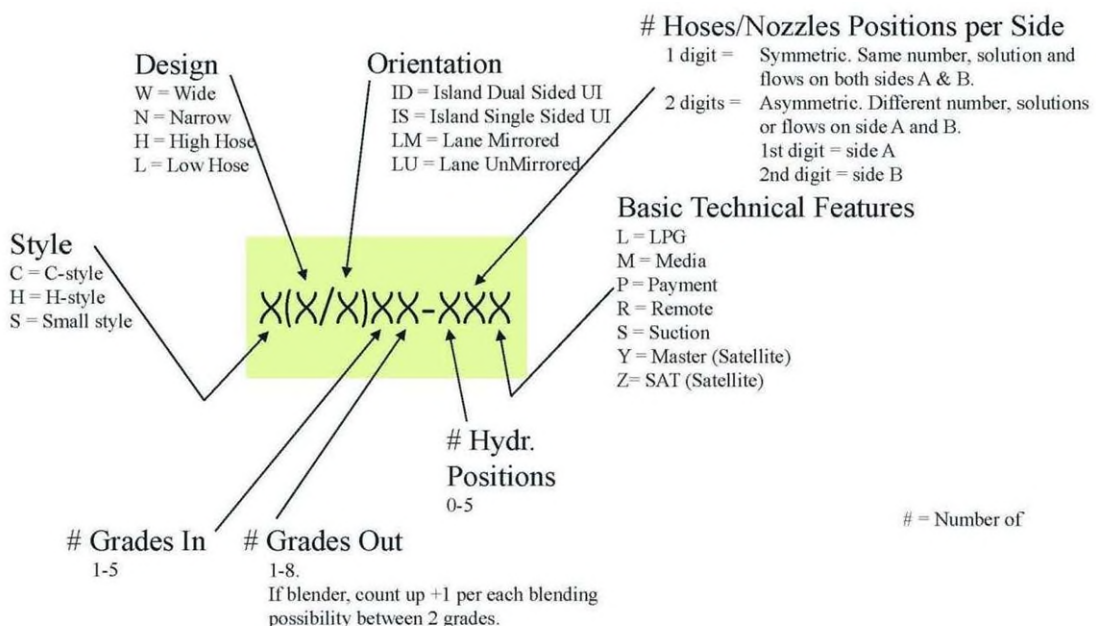 # Hoses/Nozzles Positions per Side
1 digit = Symmetric. Same number, solution and
flows on both sides A & B.
2 digits = Asymmetric. Different number, solutions
or flows on side A and B.
1st digit = side A
2nd digit = side B
Design
W = Wide
N = Narrow
H = High Hose
L = Low Hose
Orientation
ID = Island Dual Sided UI
IS = Island Single Sided UI
LM = Lane Mirrored
LU = Lane UnMirrored
Basic Technical Features
L = LPG
M = Media
P = Payment
R = Remote
S = Suction
Y = Master (Satellite)
Z= SAT (Satellite)
Style
C = C-style
H = H-style
S = Small style
X(X/X)XX-XXX
# Hydr.
Positions
0-5
# Grades In
1-5
# Grades Out
1-8.
If blender, count up +1 per each blending
possibility between 2 grades.
# = Number of